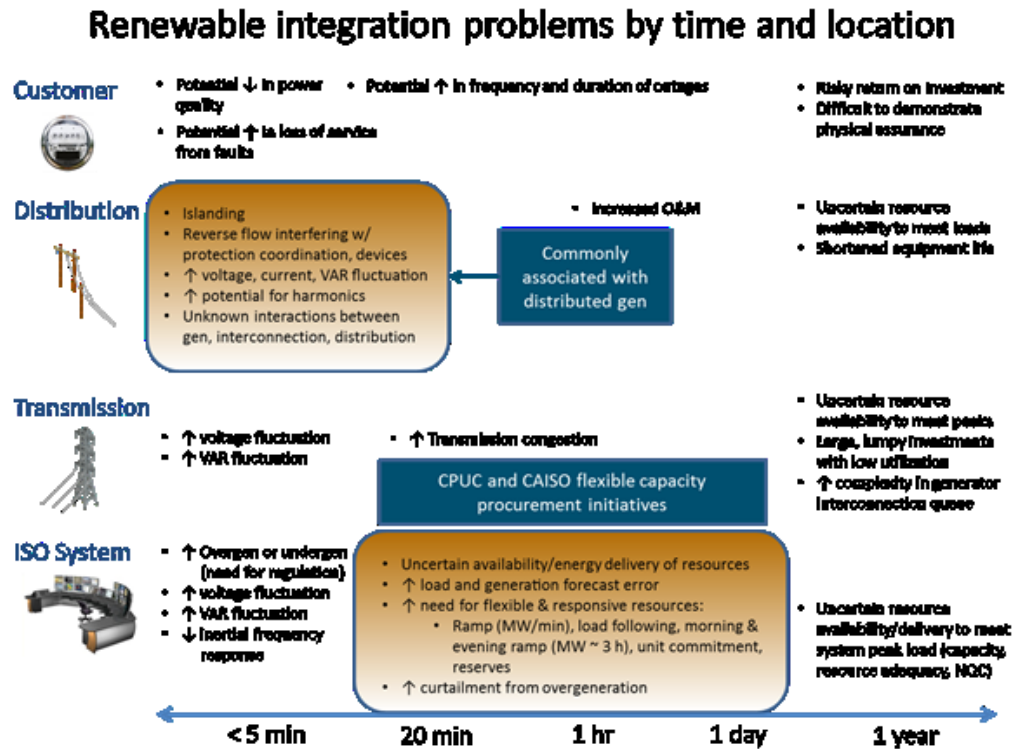 Renewable integration problems by time and location
Customer
• Potential ↓ in power
quality
• Potential ↑ in loss of service
from faults
• Potential ↑ in frequency and duration of outages
• Risky return on investment
• Difficult to demonstrate
physical assurance
Distribution
• Islanding
• Reverse flow interfering w/
protection coordination, devices
• ↑ voltage, current, VAR fluctuation
• ↑ potential for harmonics
• Unknown interactions between
gen, interconnection, distribution
• Increased O&M
Commonly
associated with
distributed gen
• Uncertain resource
availability to meet loads
• Shortened equipment life
Transmission
• ↑ voltage fluctuation
• ↑ VAR fluctuation
• ↑ Transmission congestion
CPUC and CAISO flexible capacity
procurement initiatives
• Uncertain resource
availability to meet peaks
• Large, lumpy investments
with low utilization
• ↑ complexity in generator
interconnection queue
ISO System
• ↑ Overgen or undergen
(need for regulation)
• ↑ voltage fluctuation
• ↑ VAR fluctuation
• ↓ Inertial frequency
response
• Uncertain availability/energy delivery of resources
• ↑ load and generation forecast error
• ↑ need for flexible & responsive resources:
• Ramp (MW/min), load following, morning &
evening ramp (MW ~ 3 h), unit commitment,
reserves
• ↑ curtailment from overgeneration
• Uncertain resource
availability/delivery to meet
system peak load (capacity,
resource adequacy, NQC)
< 5 min
20 min
1 hr
1 day
1 year